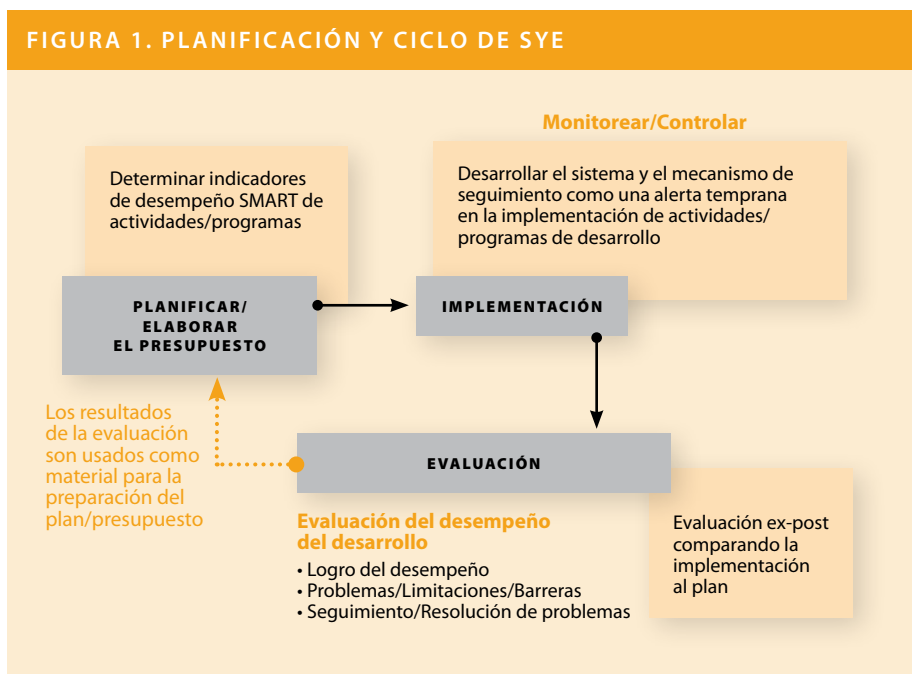 FIGURA 1. PLANIFICACIÓN Y CICLO DE SYE
Monitorear/Controlar
Determinar indicadores
de desempeño SMART de
actividades/programas
Desarrollar el sistema y el mecanismo de
seguimiento como una alerta temprana
en la implementación de actividades/
programas de desarrollo
PLANIFICAR/
ELABORAR
EL PRESUPUESTO
IMPLEMENTACIÓN
Los resultados
de la evaluación
son usados como
material para la
preparación del
plan/presupuesto
EVALUACIÓN
Evaluación del desempeño
del desarrollo
• Logro del desempeño
• Problemas/Limitaciones/Barreras
• Seguimiento/Resolución de problemas
Evaluación ex-post
comparando la
implementación
al plan